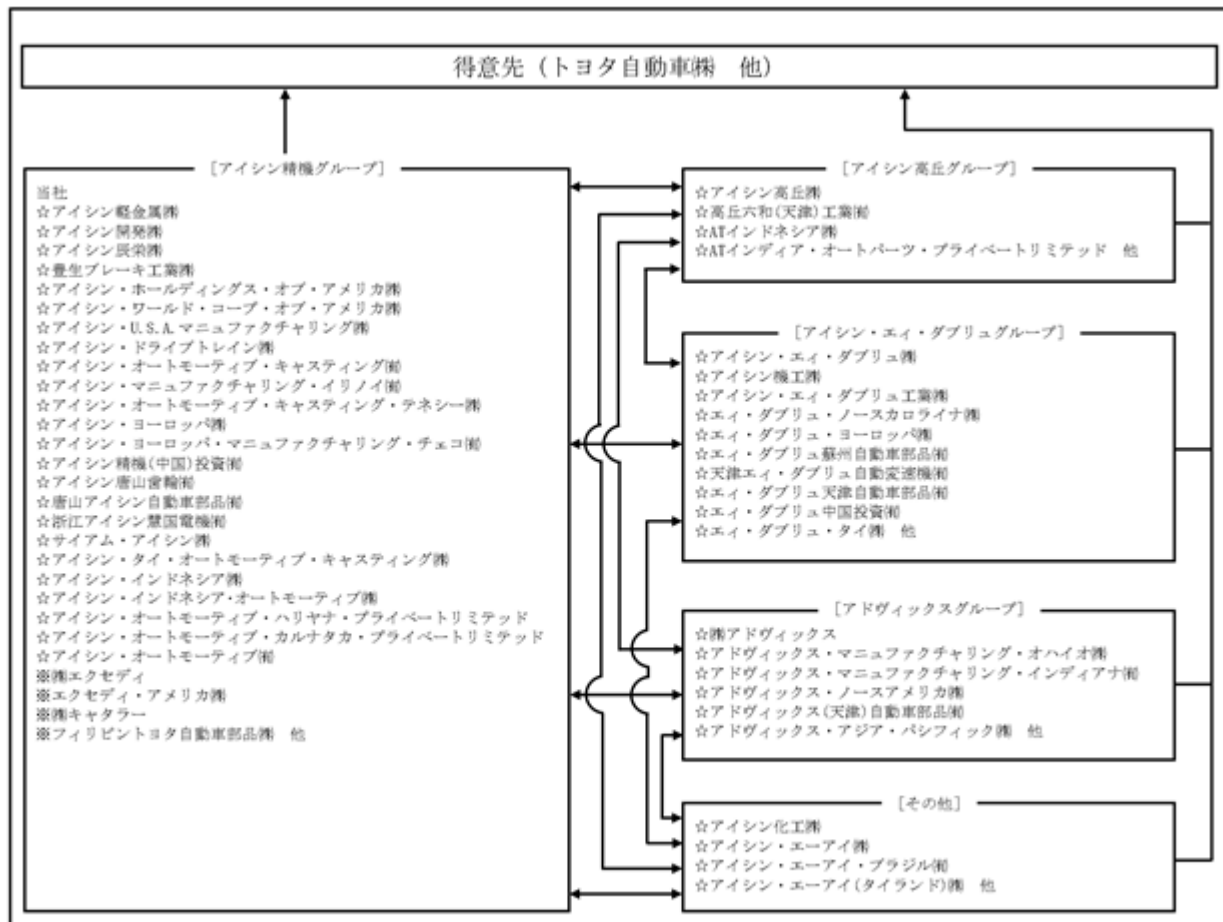 得意先（トヨタ自動車㈱　他）
［アイシン精機グループ］
当社
☆アイシン軽金属㈱
☆アイシン開発㈱
☆アイシン辰栄㈱
☆豊生ブレーキ工業㈱
☆アイシン・ホールディングス・オブ・アメリカ㈱
☆アイシン・ワールド・コープ・オブ・アメリカ㈱
☆アイシン・U.S.A.マニュファクチャリング㈱
☆アイシン・ドライブトレイン㈱
☆アイシン・オートモーティブ・キャスティング㈲
☆アイシン・マニュファクチャリング・イリノイ㈲
☆アイシン・オートモーティブ・キャスティング・テネシー㈱
☆アイシン・ヨーロッパ㈱
☆アイシン・ヨーロッパ・マニュファクチャリング・チェコ㈲
☆アイシン精機(中国)投資㈲
☆アイシン唐山歯輪㈲
☆唐山アイシン自動車部品㈲
☆浙江アイシン慧国電機㈲
☆サイアム・アイシン㈱
☆アイシン・タイ・オートモーティブ・キャスティング㈱
☆アイシン・インドネシア㈱
☆アイシン・インドネシア・オートモーティブ㈱
☆アイシン・オートモーティブ・ハリヤナ・プライベートリミテッド
☆アイシン・オートモーティブ・カルナタカ・プライベートリミテッド
☆アイシン・オートモーティブ㈲
※㈱エクセディ
※エクセディ・アメリカ㈱
※㈱キャタラー
※フィリピントヨタ自動車部品㈱　他
［アイシン高丘グループ］
☆アイシン高丘㈱
☆高丘六和(天津)工業㈲
☆ATインドネシア㈱
☆ATインディア・オートパーツ・プライベートリミテッド　他
［アイシン・エィ・ダブリュグループ］
☆アイシン・エィ・ダブリュ㈱
☆アイシン機工㈱
☆アイシン・エィ・ダブリュ工業㈱
☆エィ・ダブリュ・ノースカロライナ㈱
☆エィ・ダブリュ・ヨーロッパ㈱
☆エィ・ダブリュ蘇州自動車部品㈲
☆天津エィ・ダブリュ自動変速機㈲
☆エィ・ダブリュ天津自動車部品㈲
☆エィ・ダブリュ中国投資㈲
☆エィ・ダブリュ・タイ㈱　他
［アドヴィックスグループ］
☆㈱アドヴィックス
☆アドヴィックス・マニュファクチャリング・オハイオ㈱
☆アドヴィックス・マニュファクチャリング・インディアナ㈲
☆アドヴィックス・ノースアメリカ㈱
☆アドヴィックス(天津)自動車部品㈲
☆アドヴィックス・アジア・パシフィック㈱　他
［その他］
☆アイシン化工㈱
☆アイシン・エーアイ㈱
☆アイシン・エーアイ・ブラジル㈲
☆アイシン・エーアイ(タイランド)㈱　他